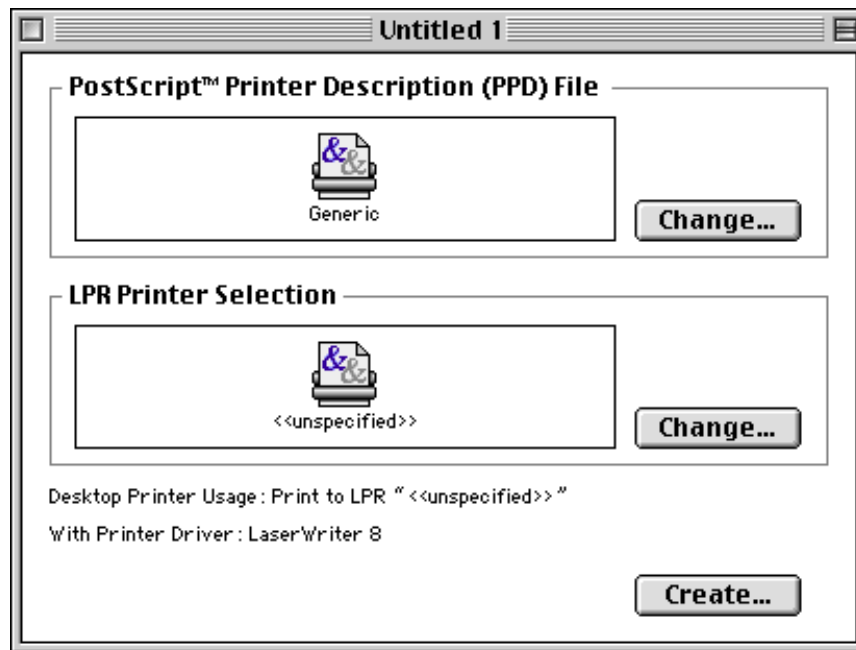 Untitled 1
PostScript™ Printer Description (PPD) File
Generic
Change...
LPR Printer Selection
<<unspecified>>
Change...
Desktop Printer Usage : Print to LPR “<<unspecified>>”
With Printer Driver : LaserWriter 8
Create...